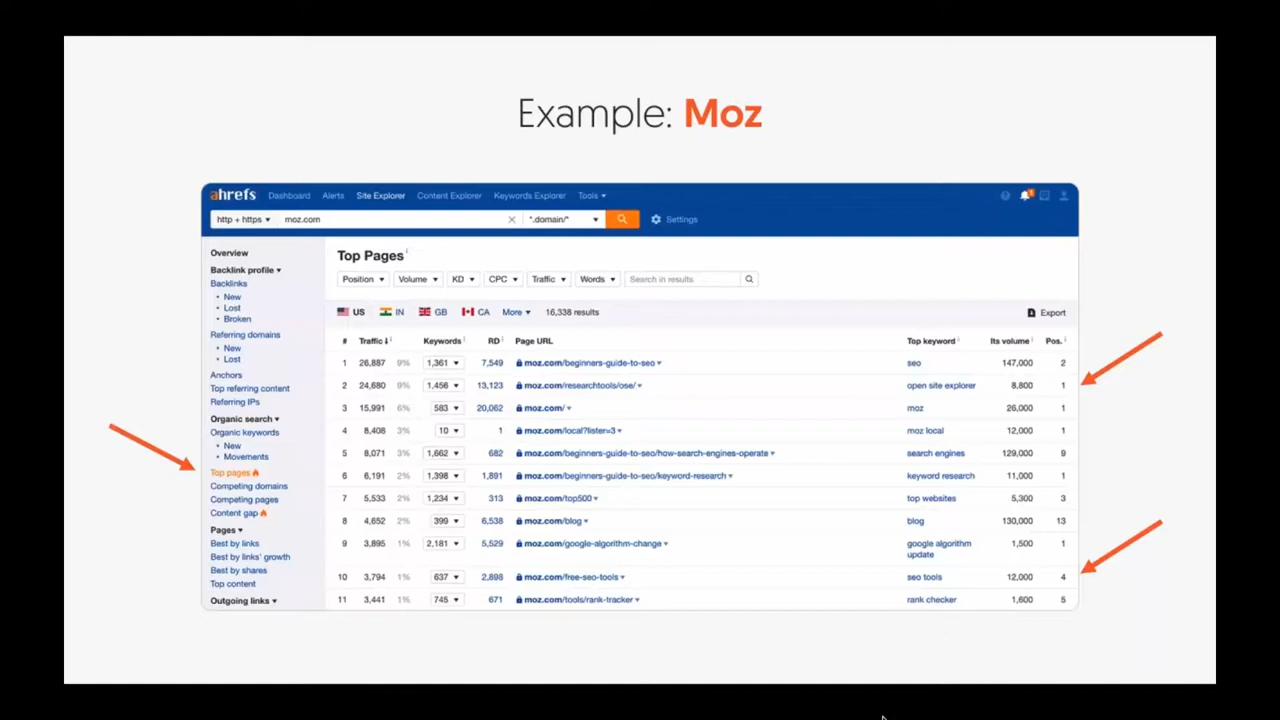 Example: Moz
ahrefs Dashboard Alerts Site Explorer Content Explorer Keywords Explorer Tools
http + https moz.com *.domain/* Settings
Overview
Backlink profile
Backlinks
New
Lost
Broken
Referring domains
New
Lost
Anchors
Top referring content
Referring IPs
Organic search
Organic keywords
New
Movements
Top pages
Competing domains
Competing pages
Content gap
Pages
Best by links
Best by links' growth
Best by shares
Top content
Outgoing links
Top Pages
Position Volume KD CPC Traffic Words Search in results
US IN GB CA More 16,338 results Export
# Traffic Keywords RD Page URL Top keyword Its volume Pos.
1 26,887 9% 1,361 7,549 moz.com/beginners-guide-to-seo seo 147,000 2
2 24,680 9% 1,456 13,123 moz.com/researchtools/ose/ open site explorer 8,800 1
3 15,991 6% 583 20,062 moz.com/ moz 26,000 1
4 8,408 3% 10 1 moz.com/local?lister=3 moz local 12,000 1
5 8,071 3% 1,662 682 moz.com/beginners-guide-to-seo/how-search-engines-operate search engines 129,000 9
6 6,191 2% 1,398 1,891 moz.com/beginners-guide-to-seo/keyword-research keyword research 11,000 1
7 5,533 2% 1,234 313 moz.com/top500 top websites 5,300 3
8 4,652 2% 399 6,538 moz.com/blog blog 130,000 13
9 3,895 1% 2,181 5,529 moz.com/google-algorithm-change google algorithm 1,500 1
update
10 3,794 1% 637 2,898 moz.com/free-seo-tools seo tools 12,000 4
11 3,441 1% 745 671 moz.com/tools/rank-tracker rank checker 1,600 5